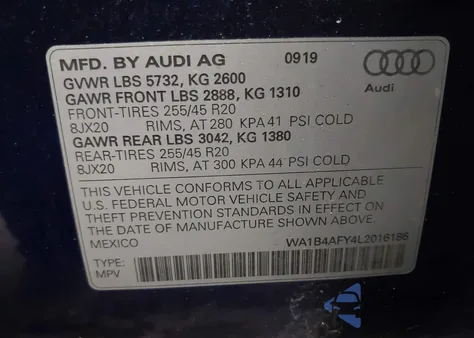 MFD. BY AUDI AG 0919
GVWR LBS 5732, KG 2600
GAWR FRONT LBS 2888, KG 1310
FRONT-TIRES 255/45 R20
8JX20 RIMS, AT 280 KPA 41 PSI COLD
GAWR REAR LBS 3042, KG 1380
REAR-TIRES 255/45 R20
8JX20 RIMS, AT 300 KPA 44 PSI COLD
Audi
THIS VEHICLE CONFORMS TO ALL APPLICABLE
U.S. FEDERAL MOTOR VEHICLE SAFETY AND
THEFT PREVENTION STANDARDS IN EFFECT ON
THE DATE OF MANUFACTURE SHOWN ABOVE.
MEXICO WA1B4AFY4L2016186
TYPE:
MPV